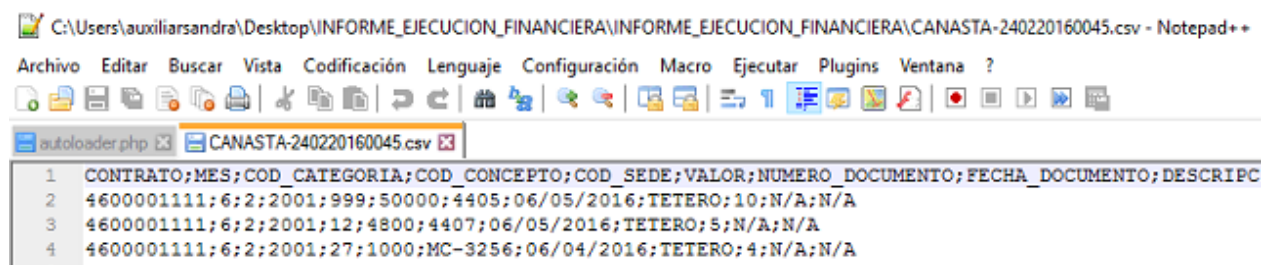 C:\Users\auxiliarsandra\Desktop\INFORME_EJECUCION_FINANCIERA\INFORME_EJECUCION_FINANCIERA\CANASTA-240220160045.csv - Notepad++
Archivo Editar Buscar Vista Codificación Lenguaje Configuración Macro Ejecutar Plugins Ventana ?
autoloader.php CANASTA-240220160045.csv
1 CONTRATO;MES;COD_CATEGORIA;COD_CONCEPTO;COD_SEDE;VALOR;NUMERO_DOCUMENTO;FECHA_DOCUMENTO;DESCRIPC
2 4600001111;6;2;2001;999;50000;4405;06/05/2016;TETERO;10;N/A;N/A
3 4600001111;6;2;2001;12;4800;4407;06/05/2016;TETERO;5;N/A;N/A
4 4600001111;6;2;2001;27;1000;MC-3256;06/04/2016;TETERO;4;N/A;N/A